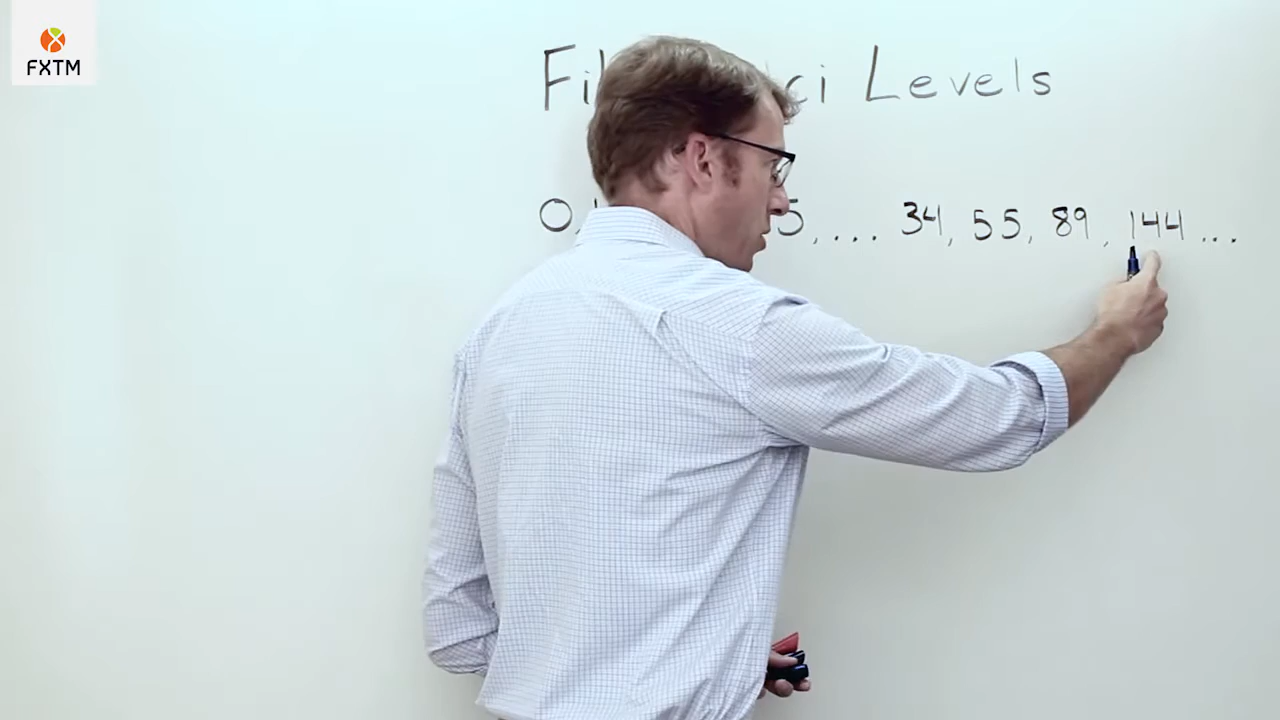 FXTM
Fi ci Levels
0, 5, .... 34, 55, 89, 144 ...